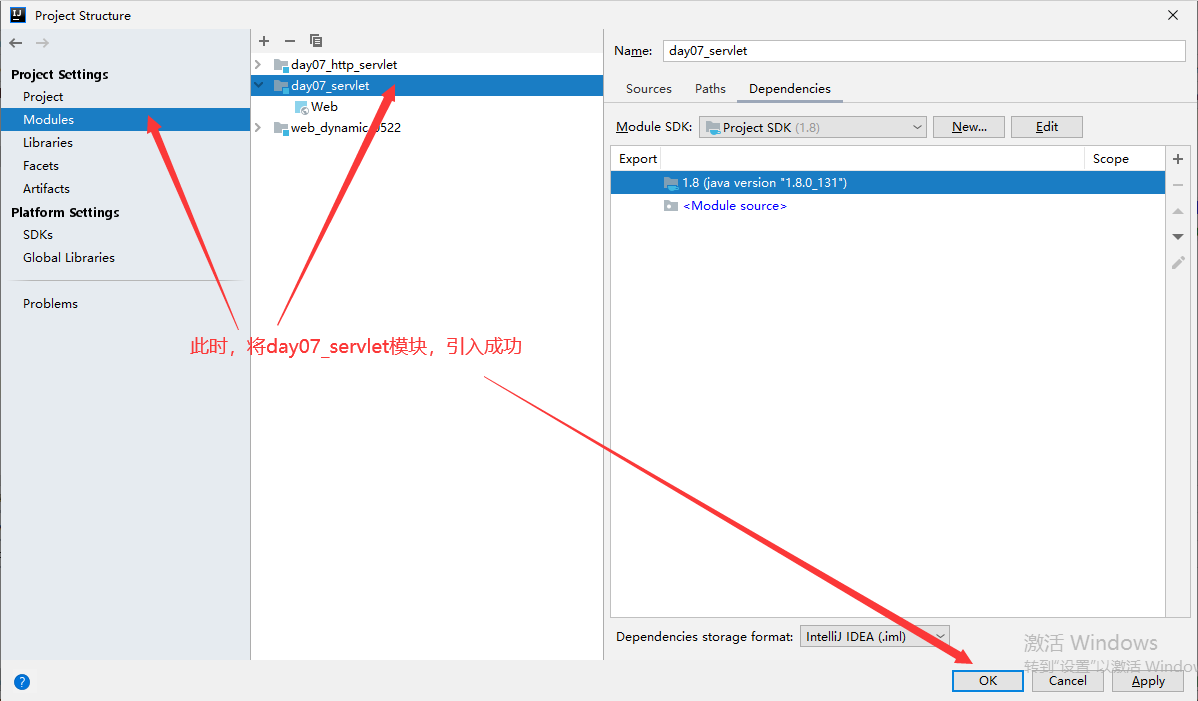 Project Structure
Project Settings
Project
Modules
Libraries
Facets
Artifacts
Platform Settings
SDKs
Global Libraries
Problems
day07_http_servlet
day07_servlet
Web
web_dynamic
0522
Name: day07_servlet
Sources Paths Dependencies
Module SDK: Project SDK (1.8) New... Edit
Export Scope
1.8 (java version "1.8.0_131")
<Module source>
此时，将day07_servlet模块，引入成功
Dependencies storage format: IntelliJ IDEA (.iml)
激活 Windows
转到“设置”以激活 Window
? OK Cancel Apply